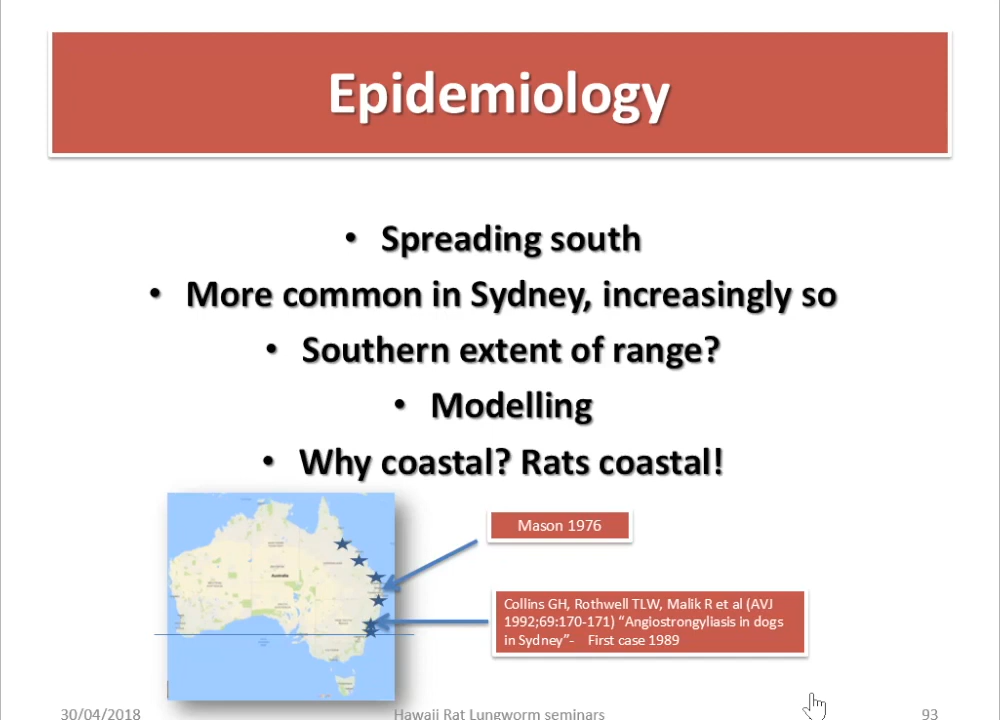 Epidemiology
• Spreading south
• More common in Sydney, increasingly so
• Southern extent of range?
• Modelling
• Why coastal? Rats coastal!
Mason 1976
Australia
Collins GH, Rothwell TLW, Malik R et al (AVJ
1992;69:170-171) “Angiostrongyliasis in dogs
in Sydney”- First case 1989
30/04/2018
Hawaii Rat Lungworm seminars
93